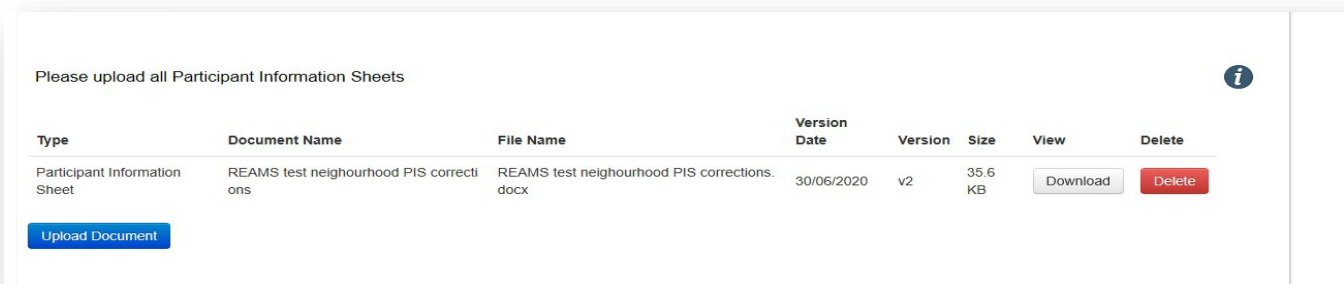 Please upload all Participant Information Sheets
i
Version
Type Document Name File Name Date Version Size View Delete
Participant Information REAMS test neighourhood PIS correcti REAMS test neighourhood PIS corrections. 30/06/2020 v2 35.6 Download Delete
Sheet ons docx KB
Upload Document